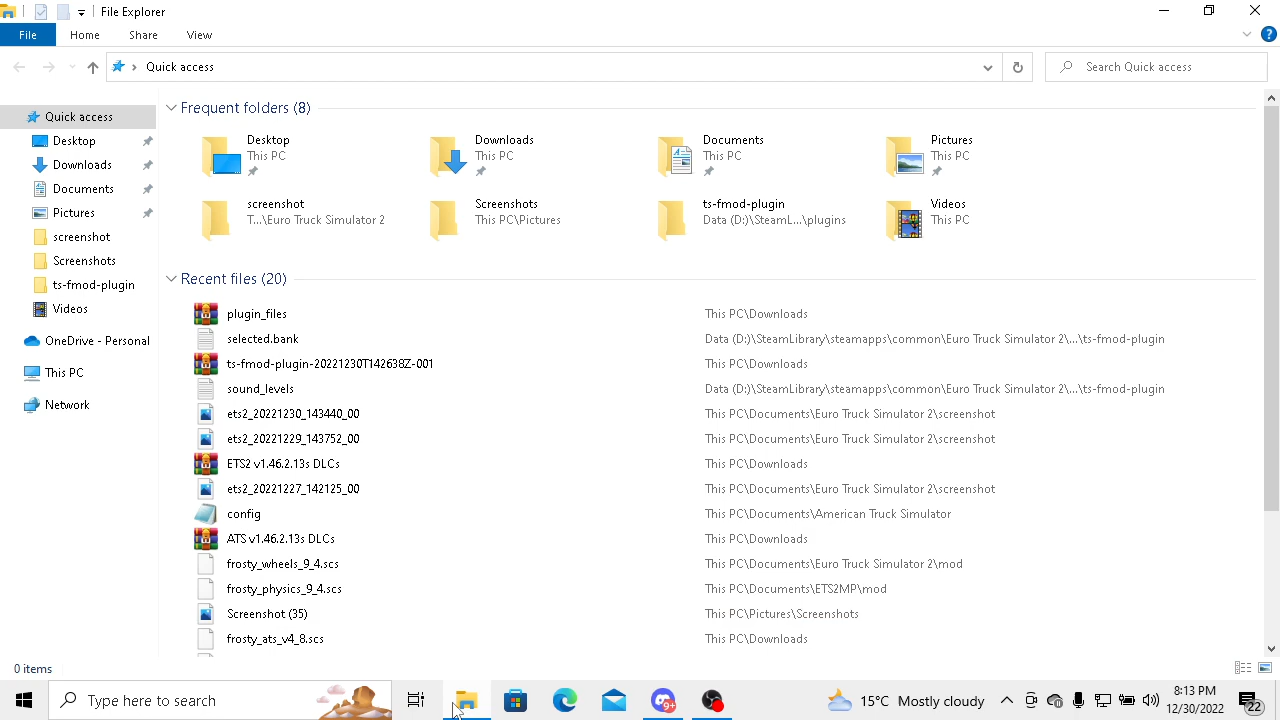 File Explorer
File Home Share View
Quick access
Search Quick access
Quick access
Desktop
Downloads
Documents
Pictures
screenshot
Screenshots
ts-fmod-plugin
Videos
OneDrive - Personal
This PC
Network
Frequent folders (8)
Desktop
This PC
Downloads
This PC
Documents
This PC
Pictures
This PC
screenshot
T...\Euro Truck Simulator 2
Screenshots
This PC\Pictures
ts-fmod-plugin
Data (D:)\SteamL...\plugins
Videos
This PC
Recent files (20)
plugin_files This PC\Downloads
selected.bank Data (D:)\SteamLibrary\steamapps\common\Euro Truck Simulator 2\...\ts-fmod-plugin
ts-fmod-plugin-20221230T142638Z-001 This PC\Downloads
sound_levels Data (D:)\SteamLibrary\steamapps\common\Euro Truck Simulator 2\...\ts-fmod-plugin
ets2_20221230_143440_00 This PC\Documents\Euro Truck Simulator 2\screenshot
ets2_20221229_143752_00 This PC\Documents\Euro Truck Simulator 2\screenshot
ETS2 v1.46.2.13s DLCs This PC\Downloads
ets2_20221227_142125_00 This PC\Documents\Euro Truck Simulator 2\screenshot
config This PC\Documents\American Truck Simulator
ATS v1.46.2.13s DLCs This PC\Downloads
frosty_wheels_9_4.scs This PC\Documents\Euro Truck Simulator 2\mod
frosty_physics_9_4.scs This PC\Documents\ETS2MP\mod
Screenshot (35) This PC\Pictures\Screenshots
frosty_ats_v4_8.scs This PC\Downloads
0 items
Type here to search
9+
15°C Mostly cloudy
8:13 PM
12/30/2022
22